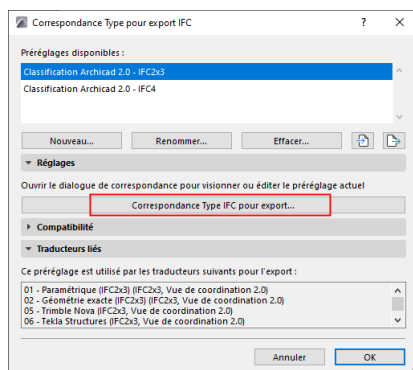 Correspondance Type pour export IFC
?
Préréglages disponibles :
Classification Archicad 2.0 - IFC2x3
Classification Archicad 2.0 - IFC4
Nouveau... Renommer... Effacer...
Réglages
Ouvrir le dialogue de correspondance pour visionner ou éditer le préréglage actuel
Correspondance Type IFC pour export...
Compatibilité
Traducteurs liés
Ce préréglage est utilisé par les traducteurs suivants pour l'export :
01 - Paramétrique (IFC2x3) (IFC2x3, Vue de coordination 2.0)
02 - Géométrie exacte (IFC2x3) (IFC2x3, Vue de coordination 2.0)
05 - Trimble Nova (IFC2x3, Vue de coordination 2.0)
06 - Tekla Structures (IFC2x3, Vue de coordination 2.0)
Annuler OK